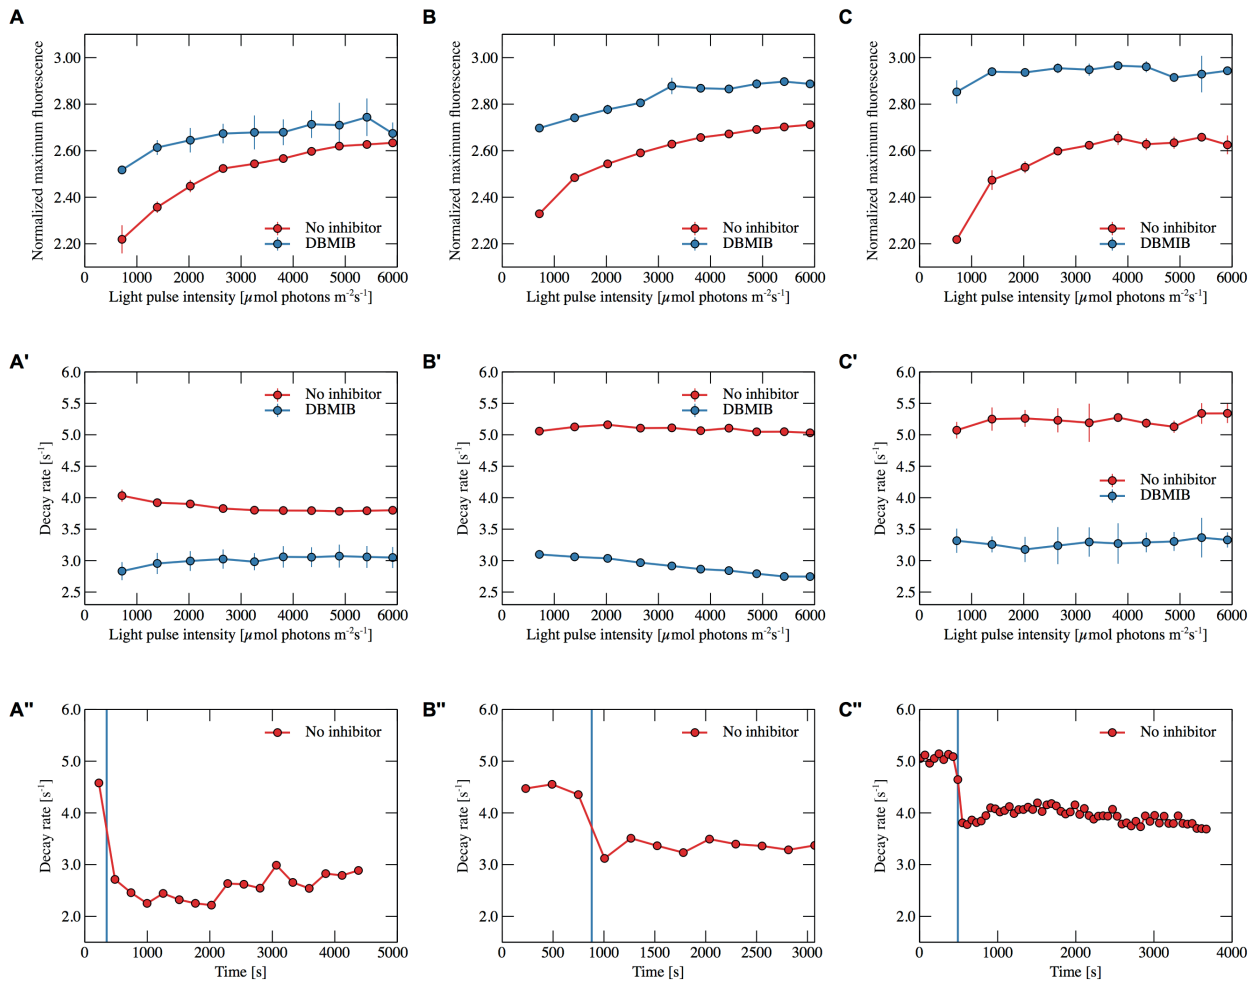 A
Normalized maximum fluorescence
3.00
2.80
2.60
2.40
2.20
No inhibitor
DBMIB
0 1000 2000 3000 4000 5000 6000
Light pulse intensity [µmol photons m⁻²s⁻¹]
B
Normalized maximum fluorescence
3.00
2.80
2.60
2.40
2.20
No inhibitor
DBMIB
0 1000 2000 3000 4000 5000 6000
Light pulse intensity [µmol photons m⁻²s⁻¹]
C
Normalized maximum fluorescence
3.00
2.80
2.60
2.40
2.20
No inhibitor
DBMIB
0 1000 2000 3000 4000 5000 6000
Light pulse intensity [µmol photons m⁻²s⁻¹]
A'
Decay rate [s⁻¹]
6.0
5.5
5.0
4.5
4.0
3.5
3.0
2.5
No inhibitor
DBMIB
0 1000 2000 3000 4000 5000 6000
Light pulse intensity [µmol photons m⁻²s⁻¹]
B'
Decay rate [s⁻¹]
6.0
5.5
5.0
4.5
4.0
3.5
3.0
2.5
No inhibitor
DBMIB
0 1000 2000 3000 4000 5000 6000
Light pulse intensity [µmol photons m⁻²s⁻¹]
C'
Decay rate [s⁻¹]
6.0
5.5
5.0
4.5
4.0
3.5
3.0
2.5
No inhibitor
DBMIB
0 1000 2000 3000 4000 5000 6000
Light pulse intensity [µmol photons m⁻²s⁻¹]
A"
Decay rate [s⁻¹]
6.0
5.0
4.0
3.0
2.0
No inhibitor
0 1000 2000 3000 4000 5000
Time [s]
B"
Decay rate [s⁻¹]
6.0
5.0
4.0
3.0
2.0
No inhibitor
0 500 1000 1500 2000 2500 3000
Time [s]
C"
Decay rate [s⁻¹]
6.0
5.0
4.0
3.0
2.0
No inhibitor
0 1000 2000 3000 4000
Time [s]